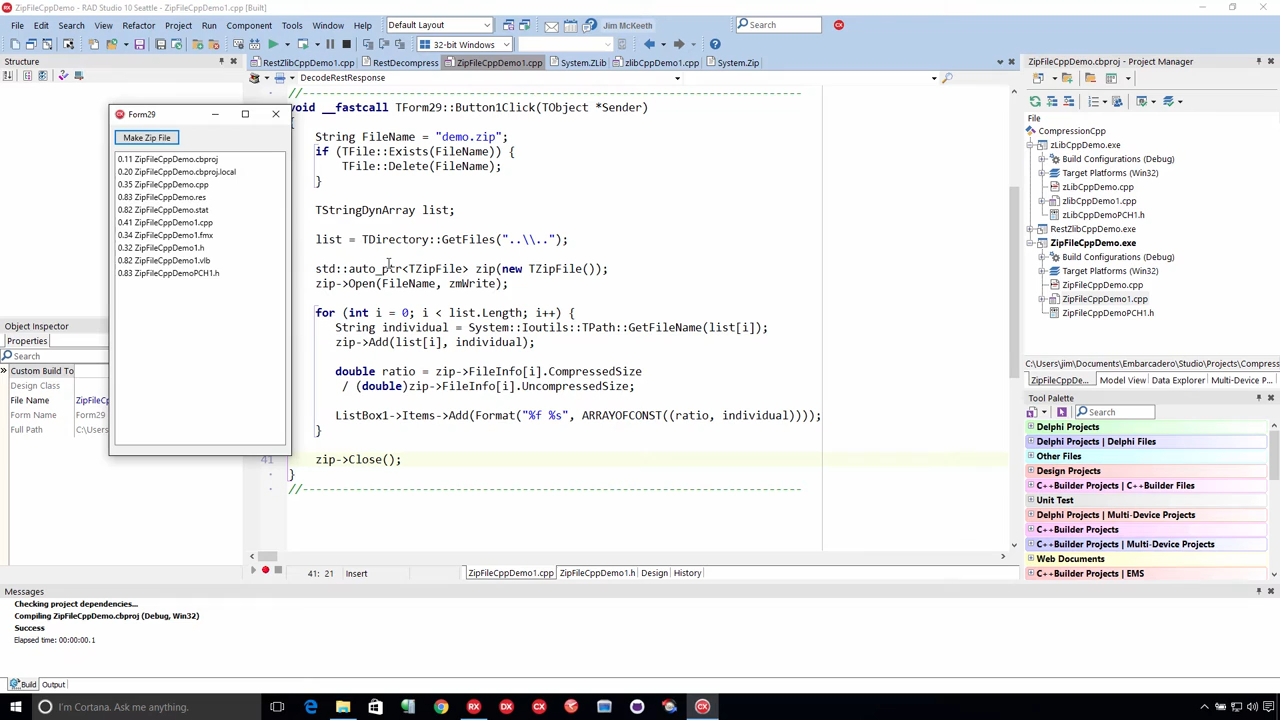 ZipFileCppDemo1 - RAD Studio 10 Seattle - ZipFileCppDemo1.cpp [Built]
File Edit Search View Refactor Project Run Component Tools Window Help Default Layout Jim McKeeth Search
32-bit Windows
Structure
RestZlibCppDemo1.cpp RestDecompress ZipFileCppDemo1.cpp System.ZLib zlibCppDemo1.cpp System.Zip
DecodeRestResponse
Form29
Make Zip File
0.11 ZipFileCppDemo.cbproj
0.20 ZipFileCppDemo.cbproj.local
0.35 ZipFileCppDemo.cpp
0.83 ZipFileCppDemo.res
0.82 ZipFileCppDemo.stat
0.41 ZipFileCppDemo1.cpp
0.34 ZipFileCppDemo1.fmx
0.32 ZipFileCppDemo1.h
0.82 ZipFileCppDemo1.vlb
0.83 ZipFileCppDemoPCH1.h
Object Inspector
Properties
Search
Custom Build To
Design Class
File Name ZipFileC
Form Name Form29
Full Path C:\Users
//---------------------------------------------------------------------------
void __fastcall TForm29::Button1Click(TObject *Sender)
{
String FileName = "demo.zip";
if (TFile::Exists(FileName)) {
TFile::Delete(FileName);
}
TStringDynArray list;
list = TDirectory::GetFiles("..\\..");
std::auto_ptr<TZipFile> zip(new TZipFile());
zip->Open(FileName, zmWrite);
for (int i = 0; i < list.Length; i++) {
String individual = System::Ioutils::TPath::GetFileName(list[i]);
zip->Add(list[i], individual);
double ratio = zip->FileInfo[i].CompressedSize
/ (double)zip->FileInfo[i].UncompressedSize;
ListBox1->Items->Add(Format("%f %s", ARRAYOFCONST((ratio, individual))));
}
41 zip->Close();
}
//---------------------------------------------------------------------------
41: 21 Insert ZipFileCppDemo1.cpp ZipFileCppDemo1.h Design History
ZipFileCppDemo.cbproj - Project Manager
File
CompressionCpp
zLibCppDemo.exe
Build Configurations (Debug)
Target Platforms (Win32)
zLibCppDemo.cpp
zlibCppDemo1.cpp
zLibCppDemoPCH1.h
RestZlibCppDemo.exe
ZipFileCppDemo.exe
Build Configurations (Debug)
Target Platforms (Win32)
ZipFileCppDemo.cpp
ZipFileCppDemo1.cpp
ZipFileCppDemoPCH1.h
C:\Users\jim\Documents\Embarcadero\Studio\Projects\Compress
ZipFileCppDe... Model View Data Explorer Multi-Device P...
Tool Palette
Search
Delphi Projects
Delphi Projects | Delphi Files
Other Files
Design Projects
C++Builder Projects | C++Builder Files
Unit Test
Delphi Projects | Multi-Device Projects
C++Builder Projects
C++Builder Projects | Multi-Device Projects
Web Documents
C++Builder Projects | EMS
Messages
Checking project dependencies...
Compiling ZipFileCppDemo.cbproj (Debug, Win32)
Success
Elapsed time: 00:00:00.1
Build Output
I'm Cortana. Ask me anything.